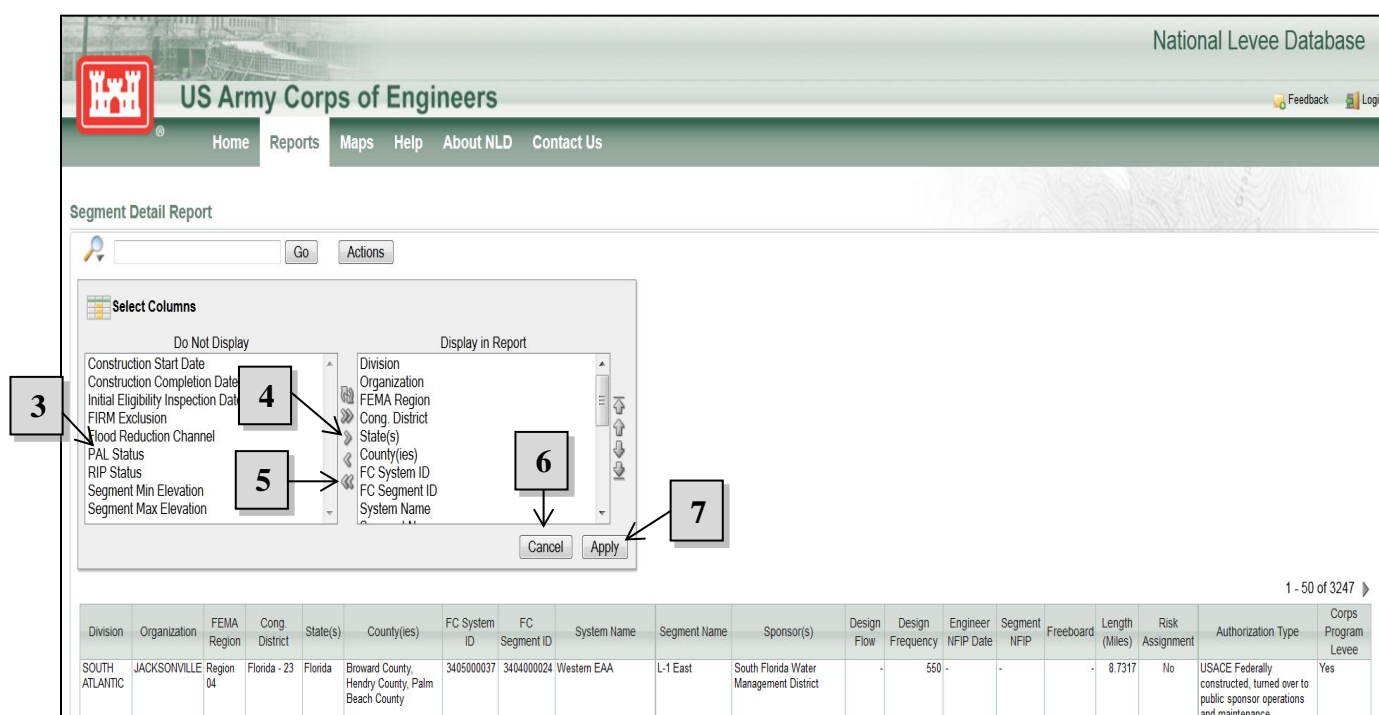 National Levee Database
US Army Corps of Engineers
Feedback Logi
®
Home Reports Maps Help About NLD Contact Us
Segment Detail Report
Go Actions
Select Columns
Do Not Display
Construction Start Date
Construction Completion Date
Initial Eligibility Inspection Dat
FIRM Exclusion
Flood Reduction Channel
PAL Status
RIP Status
Segment Min Elevation
Segment Max Elevation
Display in Report
Division
Organization
FEMA Region
Cong. District
State(s)
County(ies)
FC System ID
FC Segment ID
System Name
3
4
5
6
7
Cancel Apply
1 - 50 of 3247
Division Organization FEMA Region Cong. District State(s) County(ies) FC System ID FC Segment ID System Name Segment Name Sponsor(s) Design Flow Design Frequency Engineer NFIP Date Segment NFIP Freeboard Length (Miles) Risk Assignment Authorization Type Corps Program Levee
SOUTH ATLANTIC JACKSONVILLE Region 04 Florida - 23 Florida Broward County, Hendry County, Palm Beach County 3405000037 3404000024 Western EAA L-1 East South Florida Water Management District - 550 - - - 8.7317 No USACE Federally constructed, turned over to public sponsor operations and maintenance Yes